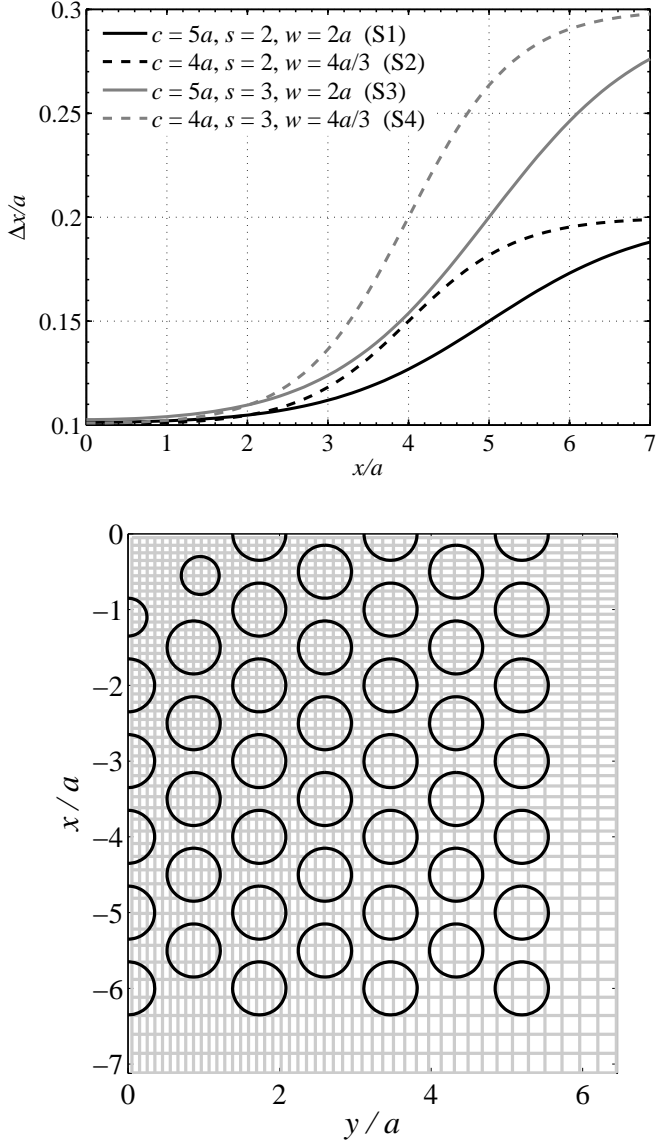 0.3
c = 5a, s = 2, w = 2a (S1)
c = 4a, s = 2, w = 4a/3 (S2)
c = 5a, s = 3, w = 2a (S3)
c = 4a, s = 3, w = 4a/3 (S4)
0.25
Δx/a
0.2
0.15
0.1
0 1 2 3 4 5 6 7
x/a
0
−1
−2
−3
x / a
−4
−5
−6
−7
0 2 4 6
y / a